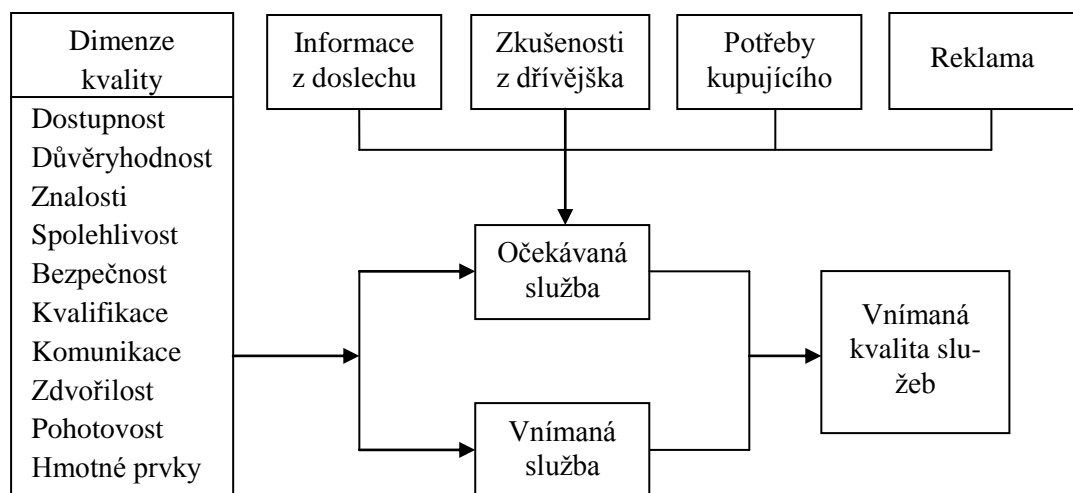 Dimenze
kvality
Dostupnost
Důvěryhodnost
Znalosti
Spolehlivost
Bezpečnost
Kvalifikace
Komunikace
Zdvořilost
Pohotovost
Hmotné prvky
Informace
z doslechu
Zkušenosti
z dřívějška
Potřeby
kupujícího
Reklama
Očekávaná
služba
Vnímaná
služba
Vnímaná
kvalita slu-
žeb